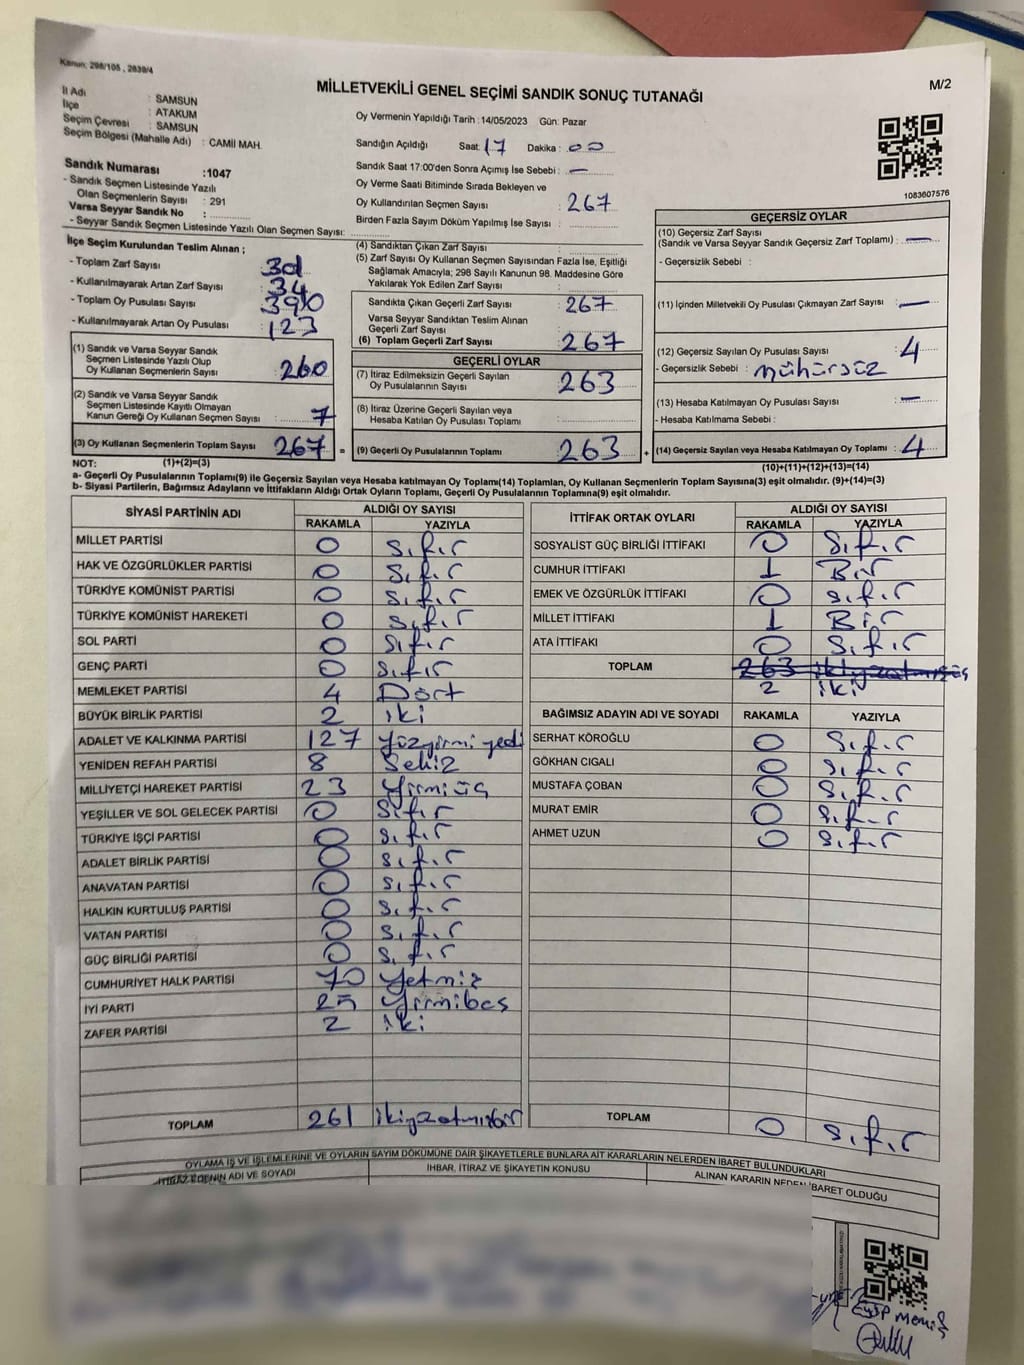 Kanun: 298/105 , 2839/4
MİLLETVEKİLİ GENEL SEÇİMİ SANDIK SONUÇ TUTANAĞI
M/2
İl Adı : SAMSUN
İlçe : ATAKUM
Seçim Çevresi : SAMSUN
Seçim Bölgesi (Mahalle Adı) : CAMİİ MAH.
Sandık Numarası :1047
- Sandık Seçmen Listesinde Yazılı
Olan Seçmenlerin Sayısı : 291
Varsa Seyyar Sandık No :
- Seyyar Sandık Seçmen Listesinde Yazılı Olan Seçmen Sayısı:
Oy Vermenin Yapıldığı Tarih :14/05/2023 Gün: Pazar
Sandığın Açıldığı Saat: 17 Dakika : 00
Sandık Saat 17:00'den Sonra Açımış İse Sebebi : —
Oy Verme Saati Bitiminde Sırada Bekleyen ve
Oy Kullandırılan Seçmen Sayısı : 267
Birden Fazla Sayım Döküm Yapılmış İse Sayısı :
1083607576
İlçe Seçim Kurulundan Teslim Alınan ;
- Toplam Zarf Sayısı
- Kullanılmayarak Artan Zarf Sayısı : 34
- Toplam Oy Pusulası Sayısı : 390
- Kullanılmayarak Artan Oy Pusulası : 123
(1) Sandık ve Varsa Seyyar Sandık
Seçmen Listesinde Yazılı Olup
Oy Kullanan Seçmenlerin Sayısı : 260
(2) Sandık ve Varsa Seyyar Sandık
Seçmen Listesinde Kayıtlı Olmayan
Kanun Gereği Oy Kullanan Seçmen Sayısı : 7
(3) Oy Kullanan Seçmenlerin Toplam Sayısı 267 =
(4) Sandıktan Çıkan Zarf Sayısı :
(5) Zarf Sayısı Oy Kullanan Seçmen Sayısından Fazla İse, Eşitliği
Sağlamak Amacıyla; 298 Sayılı Kanunun 98. Maddesine Göre
Yakılarak Yok Edilen Zarf Sayısı :
Sandıkta Çıkan Geçerli Zarf Sayısı : 267
Varsa Seyyar Sandıktan Teslim Alınan
Geçerli Zarf Sayısı :
(6) Toplam Geçerli Zarf Sayısı : 267
GEÇERLİ OYLAR
(7) İtiraz Edilmeksizin Geçerli Sayılan
Oy Pusulalarının Sayısı : 263
(8) İtiraz Üzerine Geçerli Sayılan veya
Hesaba Katılan Oy Pusulası Toplamı :
(9) Geçerli Oy Pusulalarının Toplamı : 263 +
GEÇERSİZ OYLAR
(10) Geçersiz Zarf Sayısı
(Sandık ve Varsa Seyyar Sandık Geçersiz Zarf Toplamı) : —
- Geçersizlik Sebebi :
(11) İçinden Milletvekili Oy Pusulası Çıkmayan Zarf Sayısı : —
(12) Geçersiz Sayılan Oy Pusulası Sayısı : 4
- Geçersizlik Sebebi : mühürsüz
(13) Hesaba Katılmayan Oy Pusulası Sayısı : —
- Hesaba Katılmama Sebebi :
(14) Geçersiz Sayılan veya Hesaba Katılmayan Oy Toplamı : 4
NOT: (1)+(2)=(3)
(10)+(11)+(12)+(13)=(14)
a- Geçerli Oy Pusulalarının Toplamı(9) ile Geçersiz Sayılan veya Hesaba katılmayan Oy Toplam(14) Toplamları, Oy Kullanan Seçmenlerin Toplam Sayısına(3) eşit olmalıdır. (9)+(14)=(3)
b- Siyasi Partilerin, Bağımsız Adayların ve İttifakların Aldığı Ortak Oyların Toplamı, Geçerli Oy Pusulalarının Toplamına(9) eşit olmalıdır.
SİYASİ PARTİNİN ADI ALDIĞI OY SAYISI
RAKAMLA YAZIYLA
MİLLET PARTİSİ 0 Sıfır
HAK VE ÖZGÜRLÜKLER PARTİSİ 0 Sıfır
TÜRKİYE KOMÜNİST PARTİSİ 0 Sıfır
TÜRKİYE KOMÜNİST HAREKETİ 0 Sıfır
SOL PARTİ 0 Sıfır
GENÇ PARTİ 0 Sıfır
MEMLEKET PARTİSİ 4 Dört
BÜYÜK BİRLİK PARTİSİ 2 iki
ADALET VE KALKINMA PARTİSİ 127 Yüzyirmi yedi
YENİDEN REFAH PARTİSİ 8 Sekiz
MİLLİYETÇİ HAREKET PARTİSİ 23 Yirmiüç
YEŞİLLER VE SOL GELECEK PARTİSİ 0 Sıfır
TÜRKİYE İŞÇİ PARTİSİ 0 Sıfır
ADALET BİRLİK PARTİSİ 0 Sıfır
ANAVATAN PARTİSİ 0 Sıfır
HALKIN KURTULUŞ PARTİSİ 0 Sıfır
VATAN PARTİSİ 0 Sıfır
GÜÇ BİRLİĞİ PARTİSİ 0 Sıfır
CUMHURİYET HALK PARTİSİ 70 Yetmiş
İYİ PARTİ 25 Yirmibeş
ZAFER PARTİSİ 2 iki
TOPLAM 261 ikiyüzatmışbir
İTTİFAK ORTAK OYLARI ALDIĞI OY SAYISI
RAKAMLA YAZIYLA
SOSYALİST GÜÇ BİRLİĞİ İTTİFAKI 0 Sıfır
CUMHUR İTTİFAKI 1 Bir
EMEK VE ÖZGÜRLÜK İTTİFAKI 0 Sıfır
MİLLET İTTİFAKI 1 Bir
ATA İTTİFAKI 0 Sıfır
TOPLAM 263 ikiyüzatmışüç
2 iki
BAĞIMSIZ ADAYIN ADI VE SOYADI RAKAMLA YAZIYLA
SERHAT KÖROĞLU 0 Sıfır
GÖKHAN CIGALI 0 Sıfır
MUSTAFA ÇOBAN 0 Sıfır
MURAT EMİR 0 Sıfır
AHMET UZUN 0 Sıfır
TOPLAM 0 Sıfır
OYLAMA İŞ VE İŞLEMLERİNE VE OYLARIN SAYIM DÖKÜMÜNE DAİR ŞİKAYETLERLE BUNLARA AİT KARARLARIN NELERDEN İBARET BULUNDUKLARI
İTİRAZ EDENİN ADI VE SOYADI İHBAR, İTİRAZ VE ŞİKAYETİN KONUSU ALINAN KARARIN NEDEN İBARET OLDUĞU